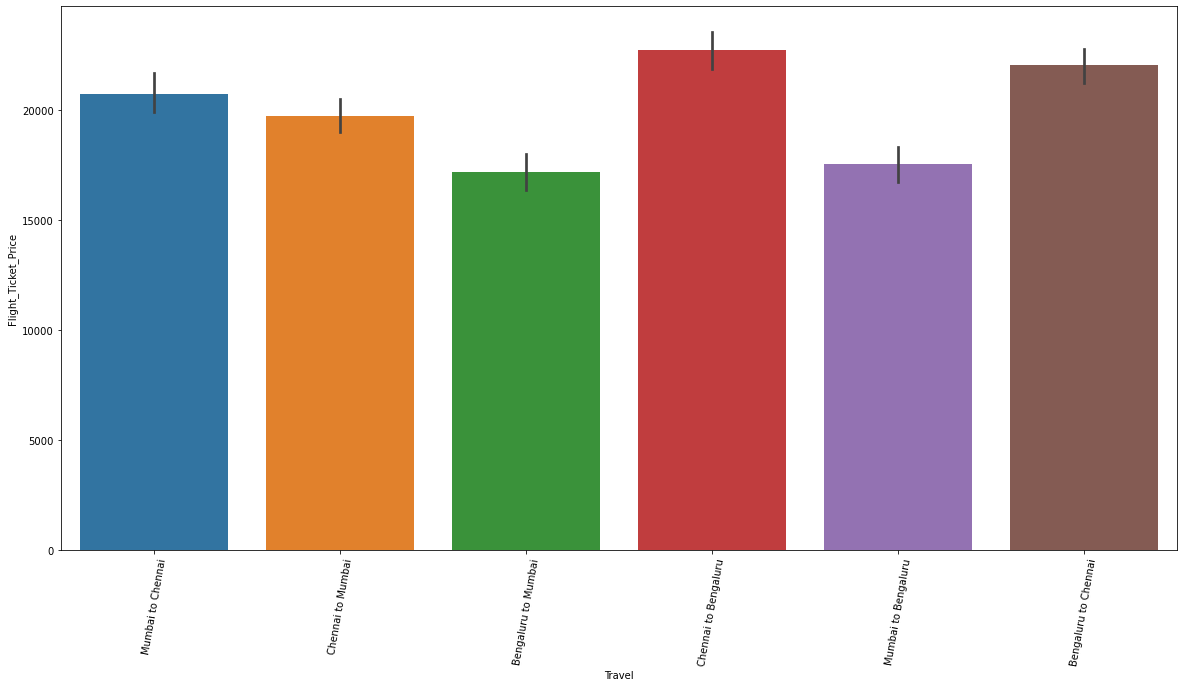 20000
15000
10000
5000
0
Flight_Ticket_Price
Mumbai to Chennai
Chennai to Mumbai
Bengaluru to Mumbai
Chennai to Bengaluru
Mumbai to Bengaluru
Bengaluru to Chennai
Travel